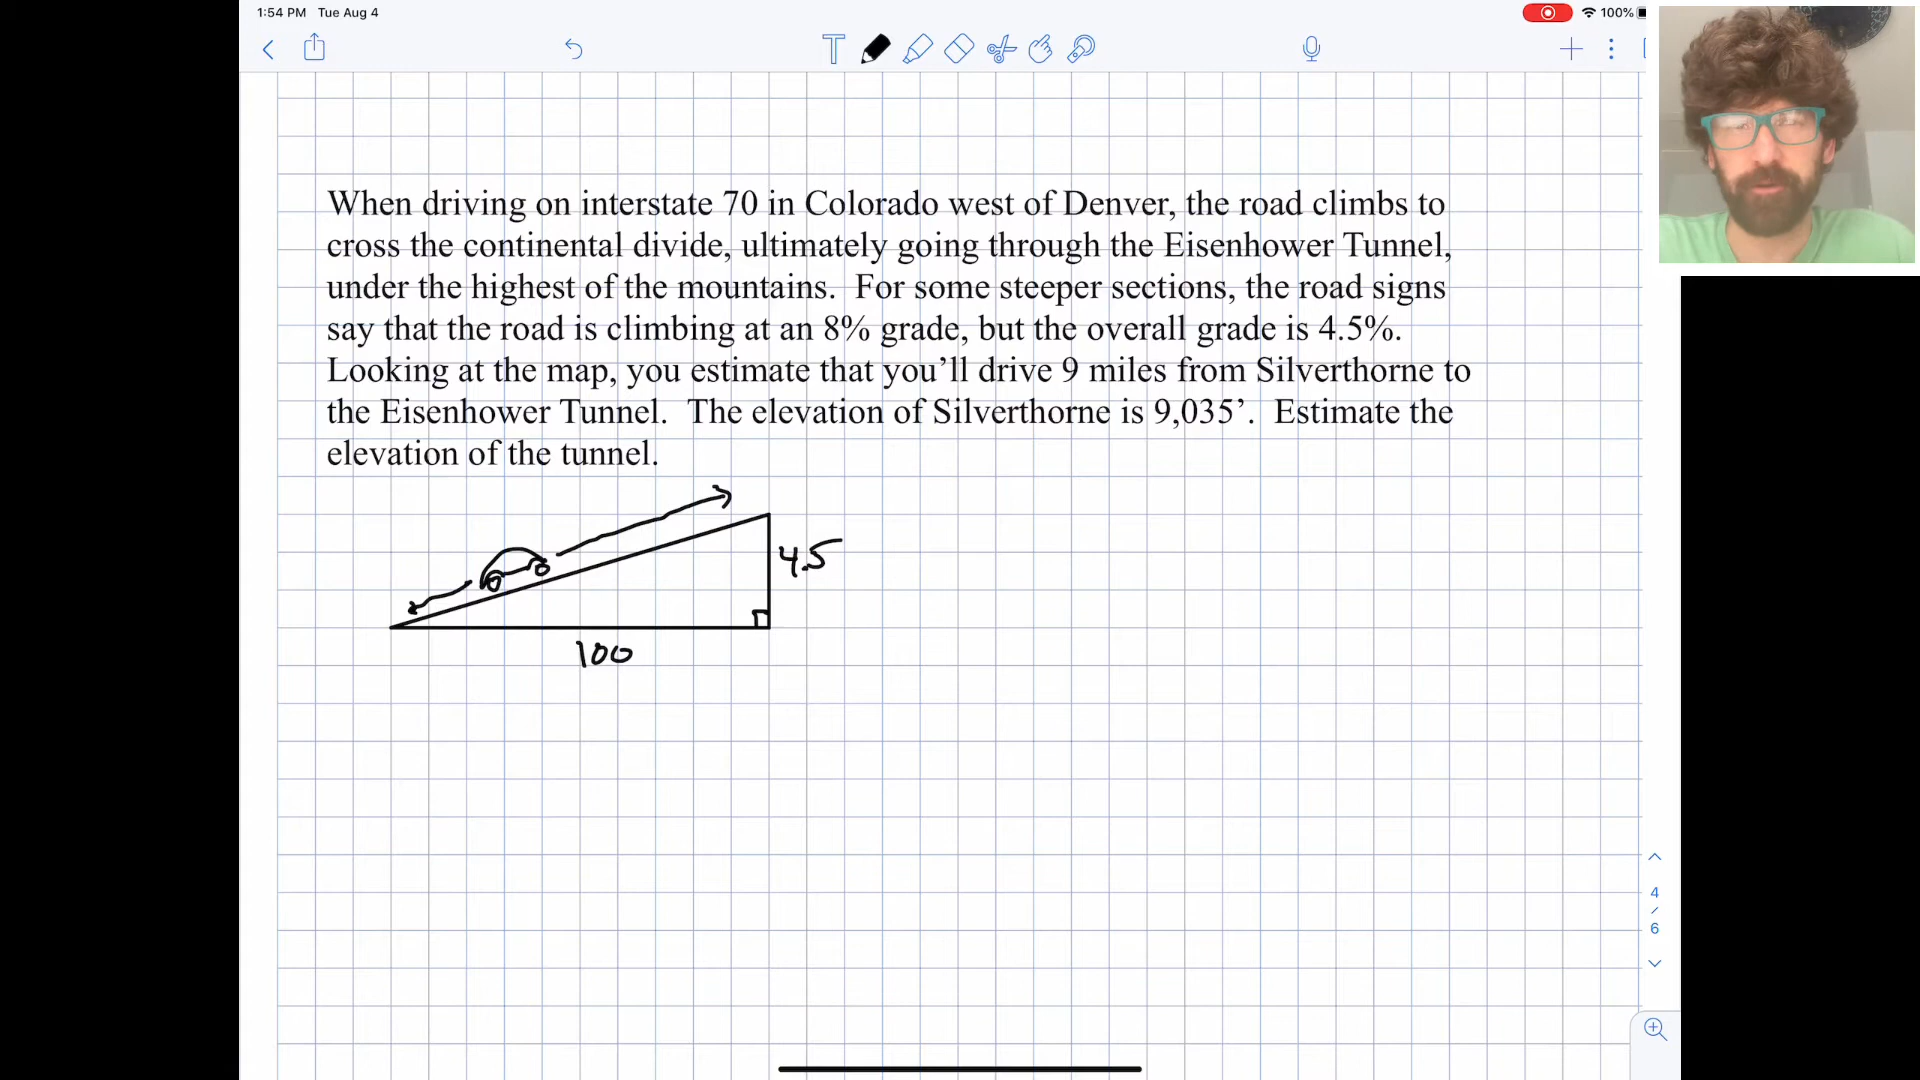 1:54 PM Tue Aug 4
100%
T
When driving on interstate 70 in Colorado west of Denver, the road climbs to
cross the continental divide, ultimately going through the Eisenhower Tunnel,
under the highest of the mountains. For some steeper sections, the road signs
say that the road is climbing at an 8% grade, but the overall grade is 4.5%.
Looking at the map, you estimate that you’ll drive 9 miles from Silverthorne to
the Eisenhower Tunnel. The elevation of Silverthorne is 9,035’. Estimate the
elevation of the tunnel.
4.5
100
4
/
6